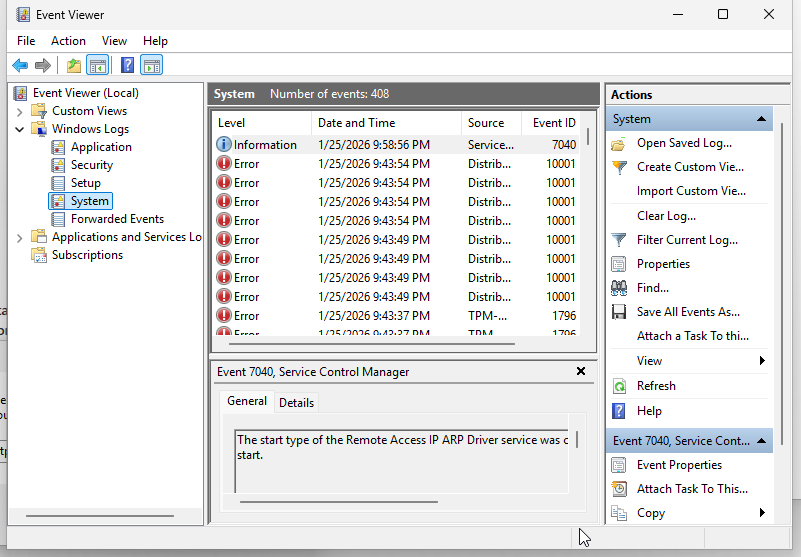 Event Viewer
File Action View Help
Event Viewer (Local)
Custom Views
Windows Logs
Application
Security
Setup
System
Forwarded Events
Applications and Services Lo
Subscriptions
System Number of events: 408
Level Date and Time Source Event ID
Information 1/25/2026 9:58:56 PM Service... 7040
Error 1/25/2026 9:43:54 PM Distrib... 10001
Error 1/25/2026 9:43:54 PM Distrib... 10001
Error 1/25/2026 9:43:54 PM Distrib... 10001
Error 1/25/2026 9:43:54 PM Distrib... 10001
Error 1/25/2026 9:43:49 PM Distrib... 10001
Error 1/25/2026 9:43:49 PM Distrib... 10001
Error 1/25/2026 9:43:49 PM Distrib... 10001
Error 1/25/2026 9:43:49 PM Distrib... 10001
Error 1/25/2026 9:43:37 PM TPM-... 1796
Error 1/25/2026 9:43:37 PM TPM 1796
Event 7040, Service Control Manager
General Details
The start type of the Remote Access IP ARP Driver service was c
start.
Actions
System
Open Saved Log...
Create Custom Vie...
Import Custom Vie...
Clear Log...
Filter Current Log...
Properties
Find...
Save All Events As...
Attach a Task To thi...
View
Refresh
Help
Event 7040, Service Cont...
Event Properties
Attach Task To This...
Copy